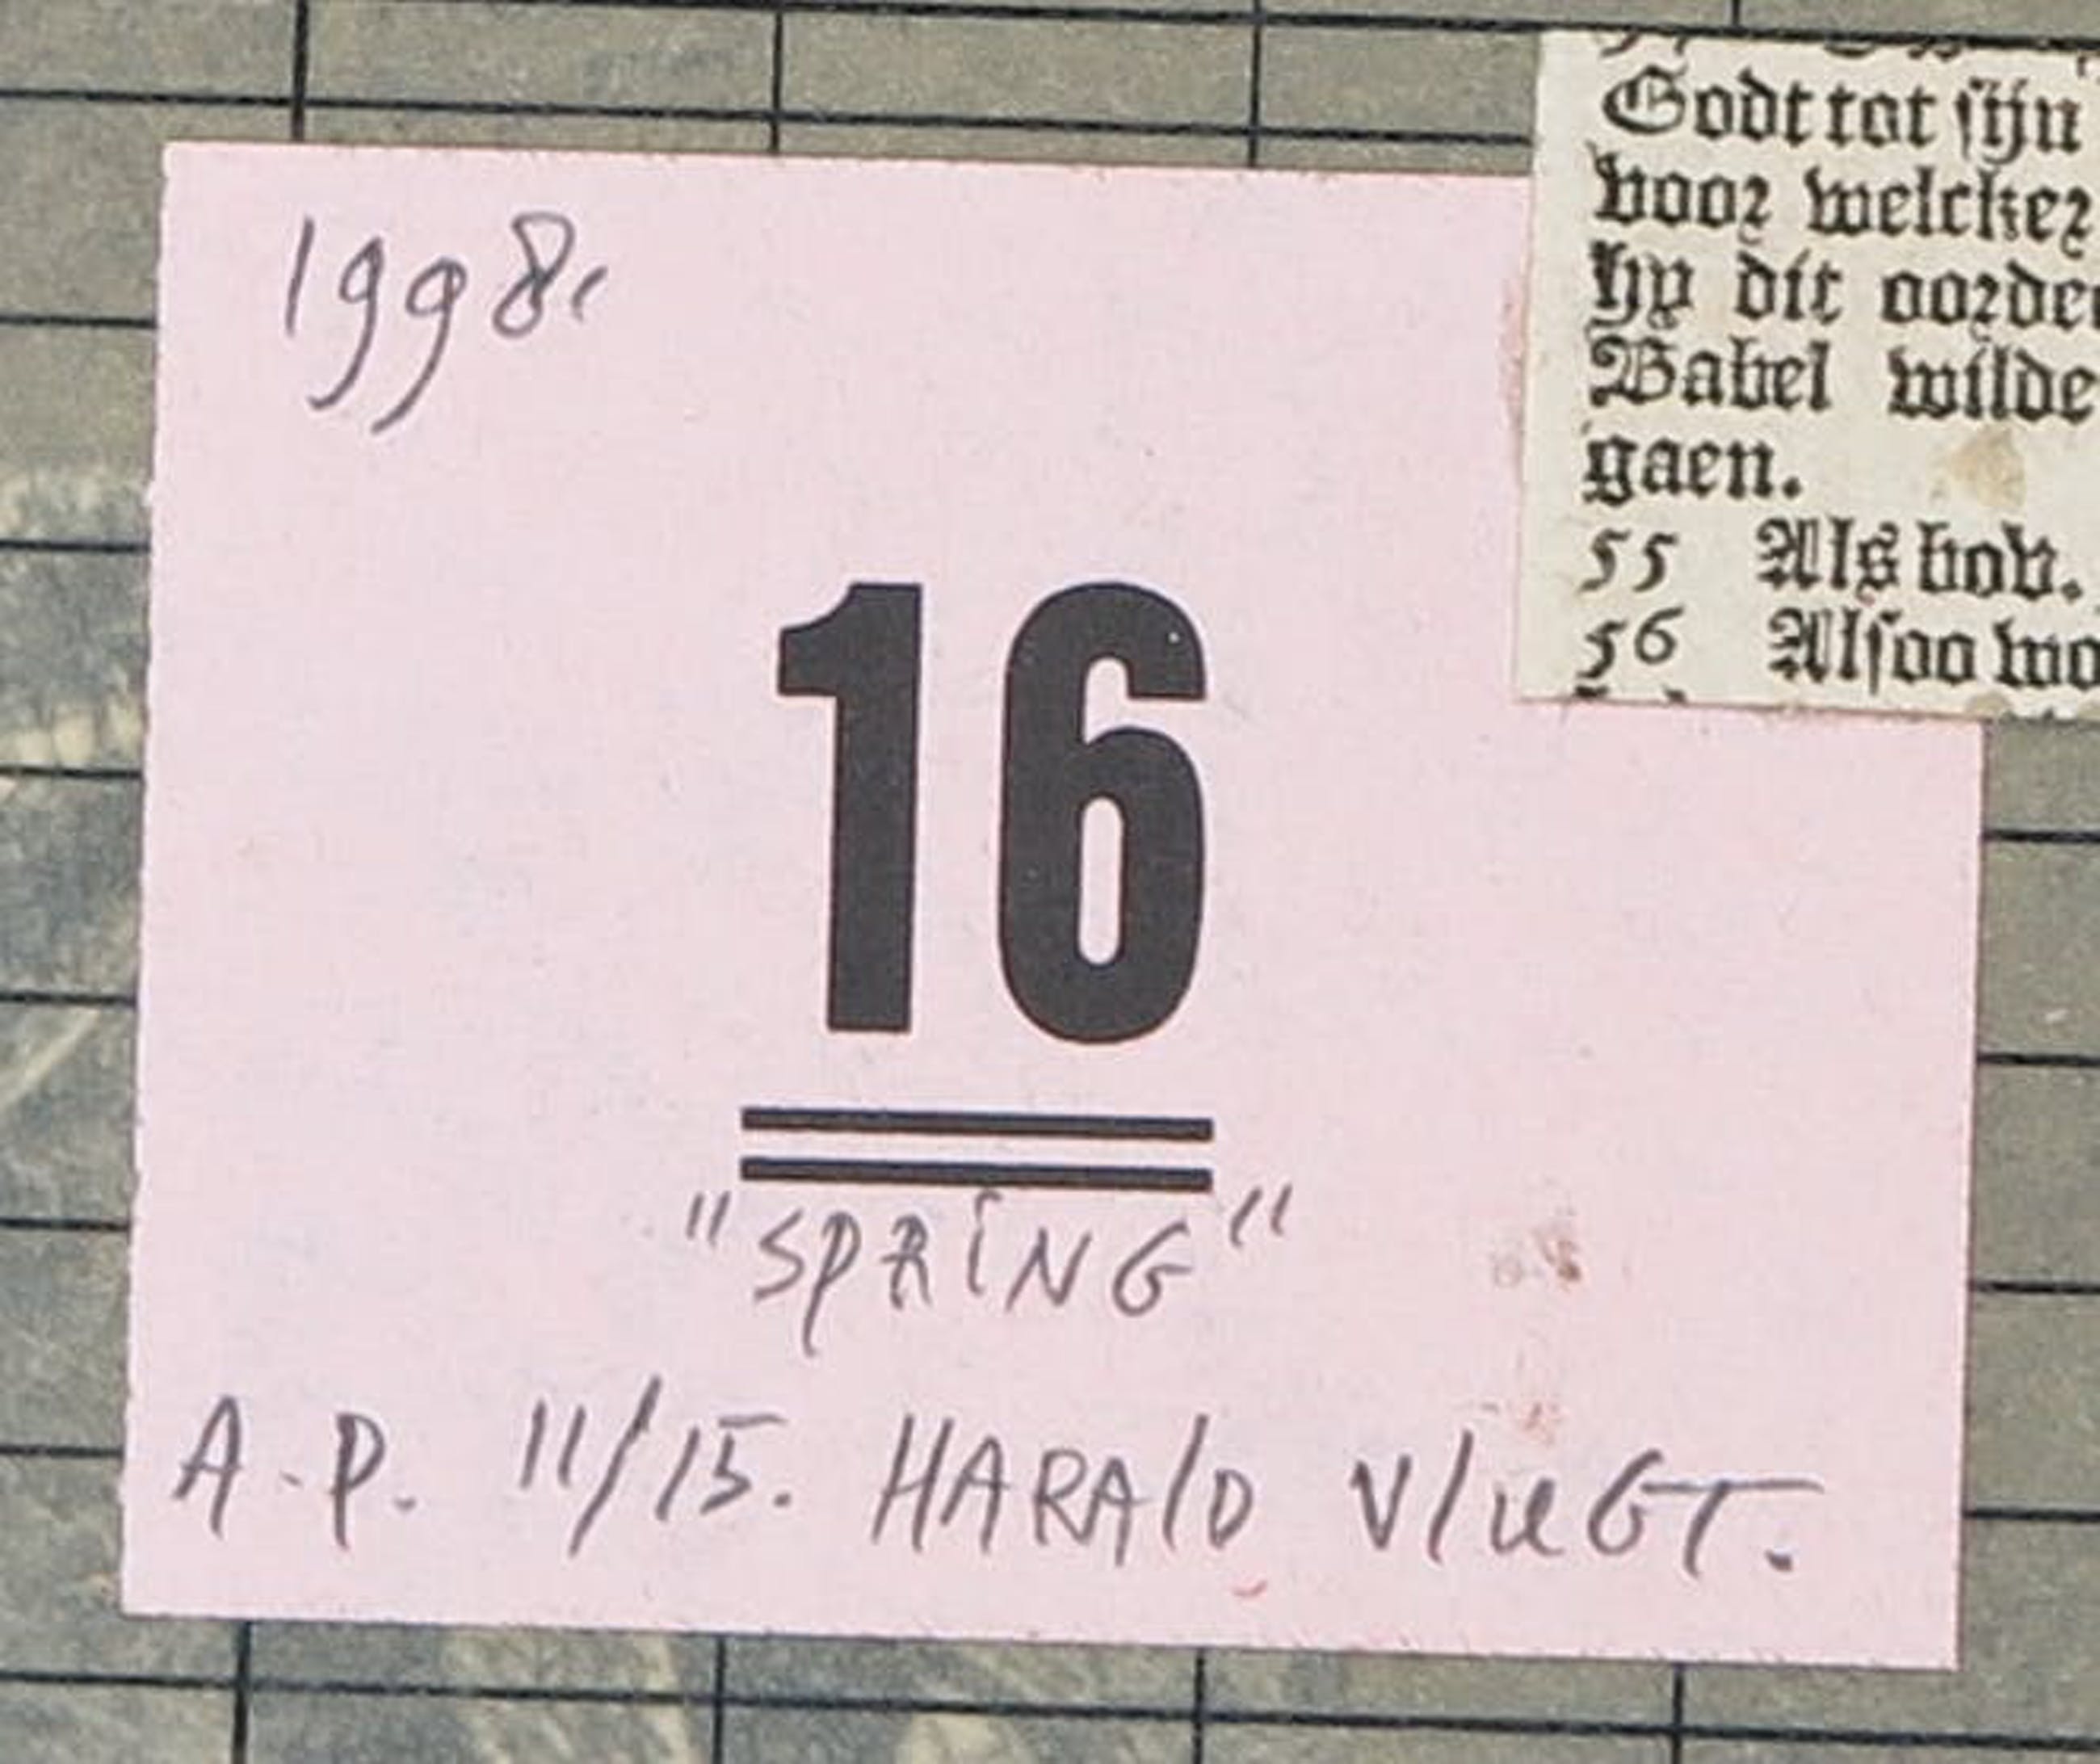 1998.
16
"SPRING"
A.P. 11/15. HARAlD VlUGT.
Godt tot sijn
voor welcker
hy dit oorde
Babel wilde
gaen.
55 Als bov.
56 Alsoo wo